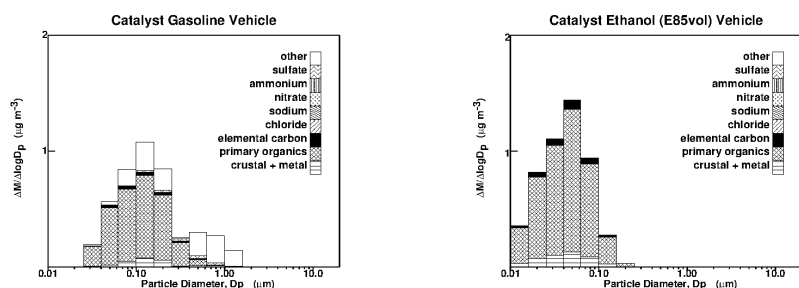 Catalyst Gasoline Vehicle
2
1
ΔM/ΔlogDp (μg m-3)
other
sulfate
ammonium
nitrate
sodium
chloride
elemental carbon
primary organics
crustal + metal
0.01 0.10 1.00 10.0
Particle Diameter, Dp (μm)
Catalyst Ethanol (E85vol) Vehicle
2
1
ΔM/ΔlogDp (μg m-3)
other
sulfate
ammonium
nitrate
sodium
chloride
elemental carbon
primary organics
crustal + metal
0.01 0.10 1.00 10.0
Particle Diameter, Dp (μm)